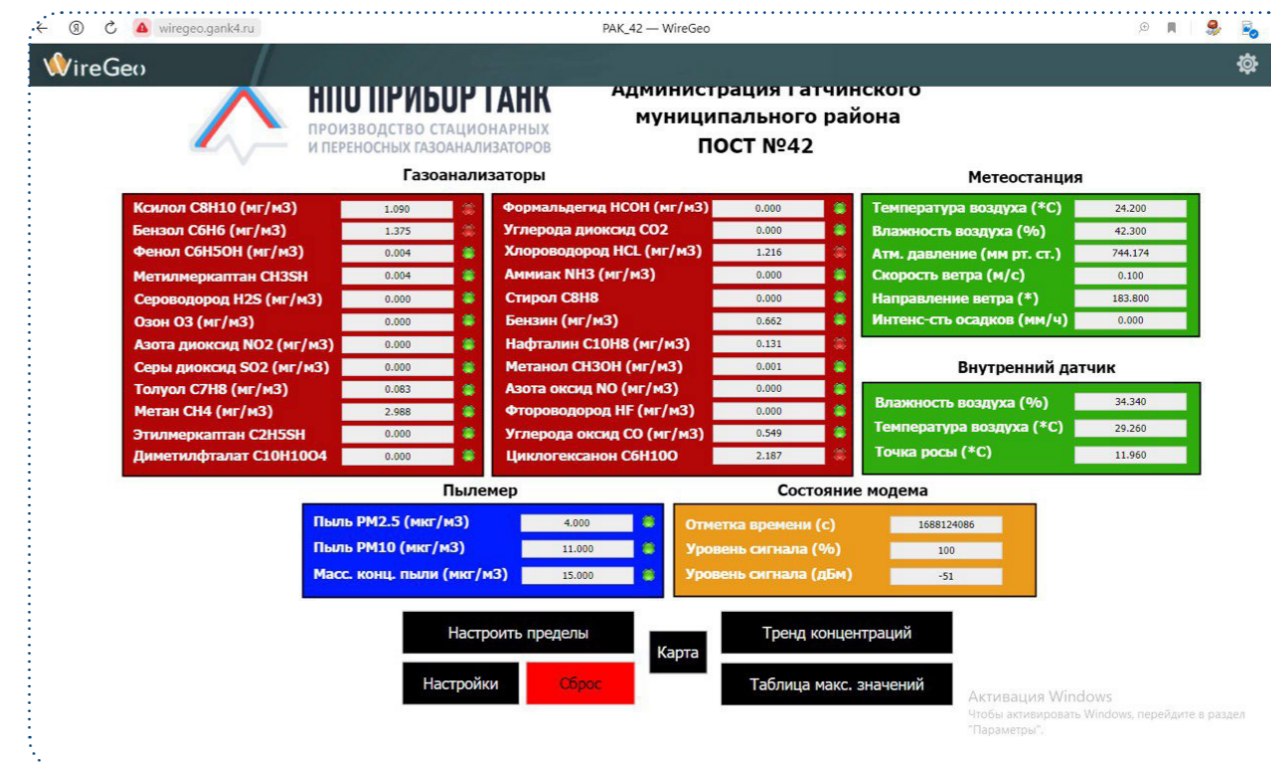 wiregeo.gank4.ru
PAK_42 — WireGeo
WireGeo
НПО ПРИБОР ГАНК
ПРОИЗВОДСТВО СТАЦИОНАРНЫХ
И ПЕРЕНОСНЫХ ГАЗОАНАЛИЗАТОРОВ
Администрация Гатчинского
муниципального района
ПОСТ №42
Газоанализаторы
Ксилол C8H10 (мг/м3) 1.090
Бензол C6H6 (мг/м3) 1.375
Фенол C6H5OH (мг/м3) 0.004
Метилмеркаптан CH3SH 0.004
Сероводород H2S (мг/м3) 0.000
Озон O3 (мг/м3) 0.000
Азота диоксид NO2 (мг/м3) 0.000
Серы диоксид SO2 (мг/м3) 0.000
Толуол C7H8 (мг/м3) 0.083
Метан CH4 (мг/м3) 2.988
Этилмеркаптан C2H5SH 0.000
Диметилфталат C10H10O4 0.000
Формальдегид HCOH (мг/м3) 0.000
Углерода диоксид CO2 0.000
Хлороводород HCL (мг/м3) 1.216
Аммиак NH3 (мг/м3) 0.000
Стирол C8H8 0.000
Бензин (мг/м3) 0.662
Нафталин C10H8 (мг/м3) 0.131
Метанол CH3OH (мг/м3) 0.001
Азота оксид NO (мг/м3) 0.000
Фтороводород HF (мг/м3) 0.000
Углерода оксид CO (мг/м3) 0.549
Циклогексанон C6H10O 2.187
Метеостанция
Температура воздуха (*C) 24.200
Влажность воздуха (%) 42.300
Атм. давление (мм рт. ст.) 744.174
Скорость ветра (м/с) 0.100
Направление ветра (*) 183.800
Интенс-сть осадков (мм/ч) 0.000
Внутренний датчик
Влажность воздуха (%) 34.340
Температура воздуха (*C) 29.260
Точка росы (*C) 11.960
Пылемер
Пыль PM2.5 (мкг/м3) 4.000
Пыль PM10 (мкг/м3) 11.000
Масс. конц. пыли (мкг/м3) 15.000
Состояние модема
Отметка времени (с) 1688124086
Уровень сигнала (%) 100
Уровень сигнала (дБм) -51
Настроить пределы
Карта
Тренд концентраций
Настройки
Сброс
Таблица макс. значений
Активация Windows
Чтобы активировать Windows, перейдите в раздел
"Параметры".